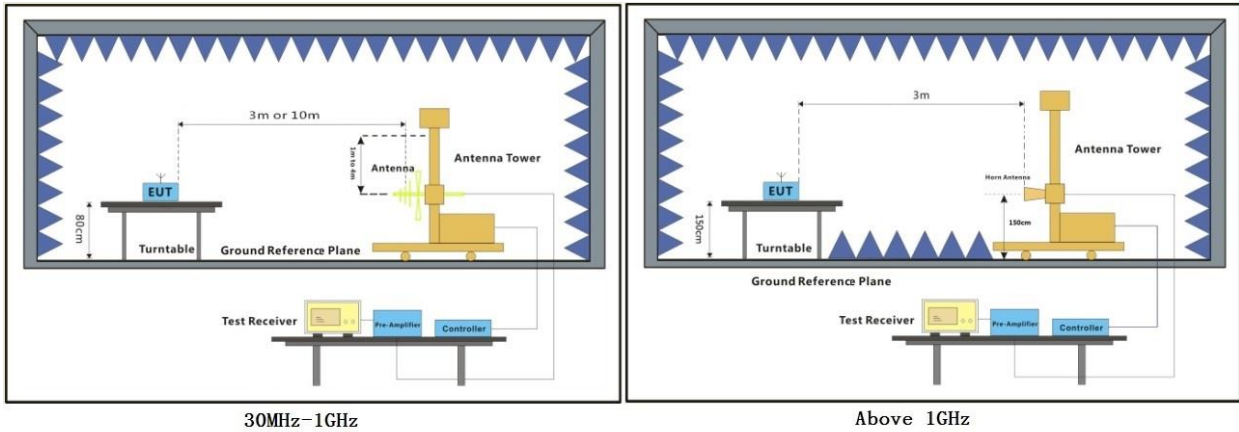 3m or 10m
1m to 4m
Antenna
Antenna Tower
EUT
80cm
Turntable
Ground Reference Plane
Test Receiver
Pre-Amplifier
Controller
30MHz-1GHz
3m
Antenna Tower
Horn Antenna
EUT
150cm
150cm
Turntable
Ground Reference Plane
Test Receiver
Pre-Amplifier
Controller
Above 1GHz